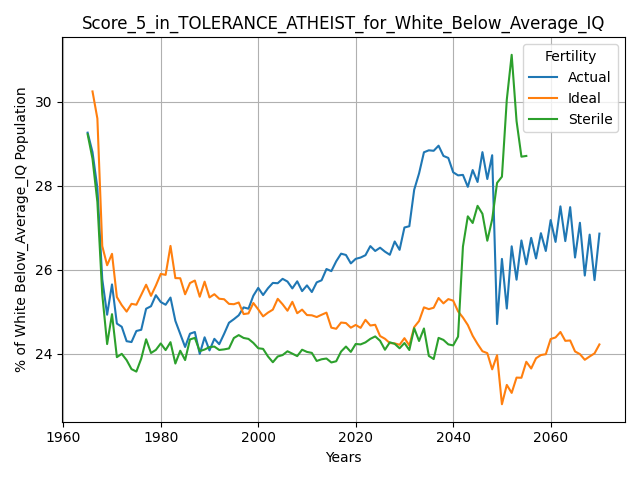 Score_5_in_TOLERANCE_ATHEIST_for_White_Below_Average_IQ
% of White Below_Average_IQ Population
30
28
26
24
Fertility
Actual
Ideal
Sterile
1960
1980
2000
2020
2040
2060
Years